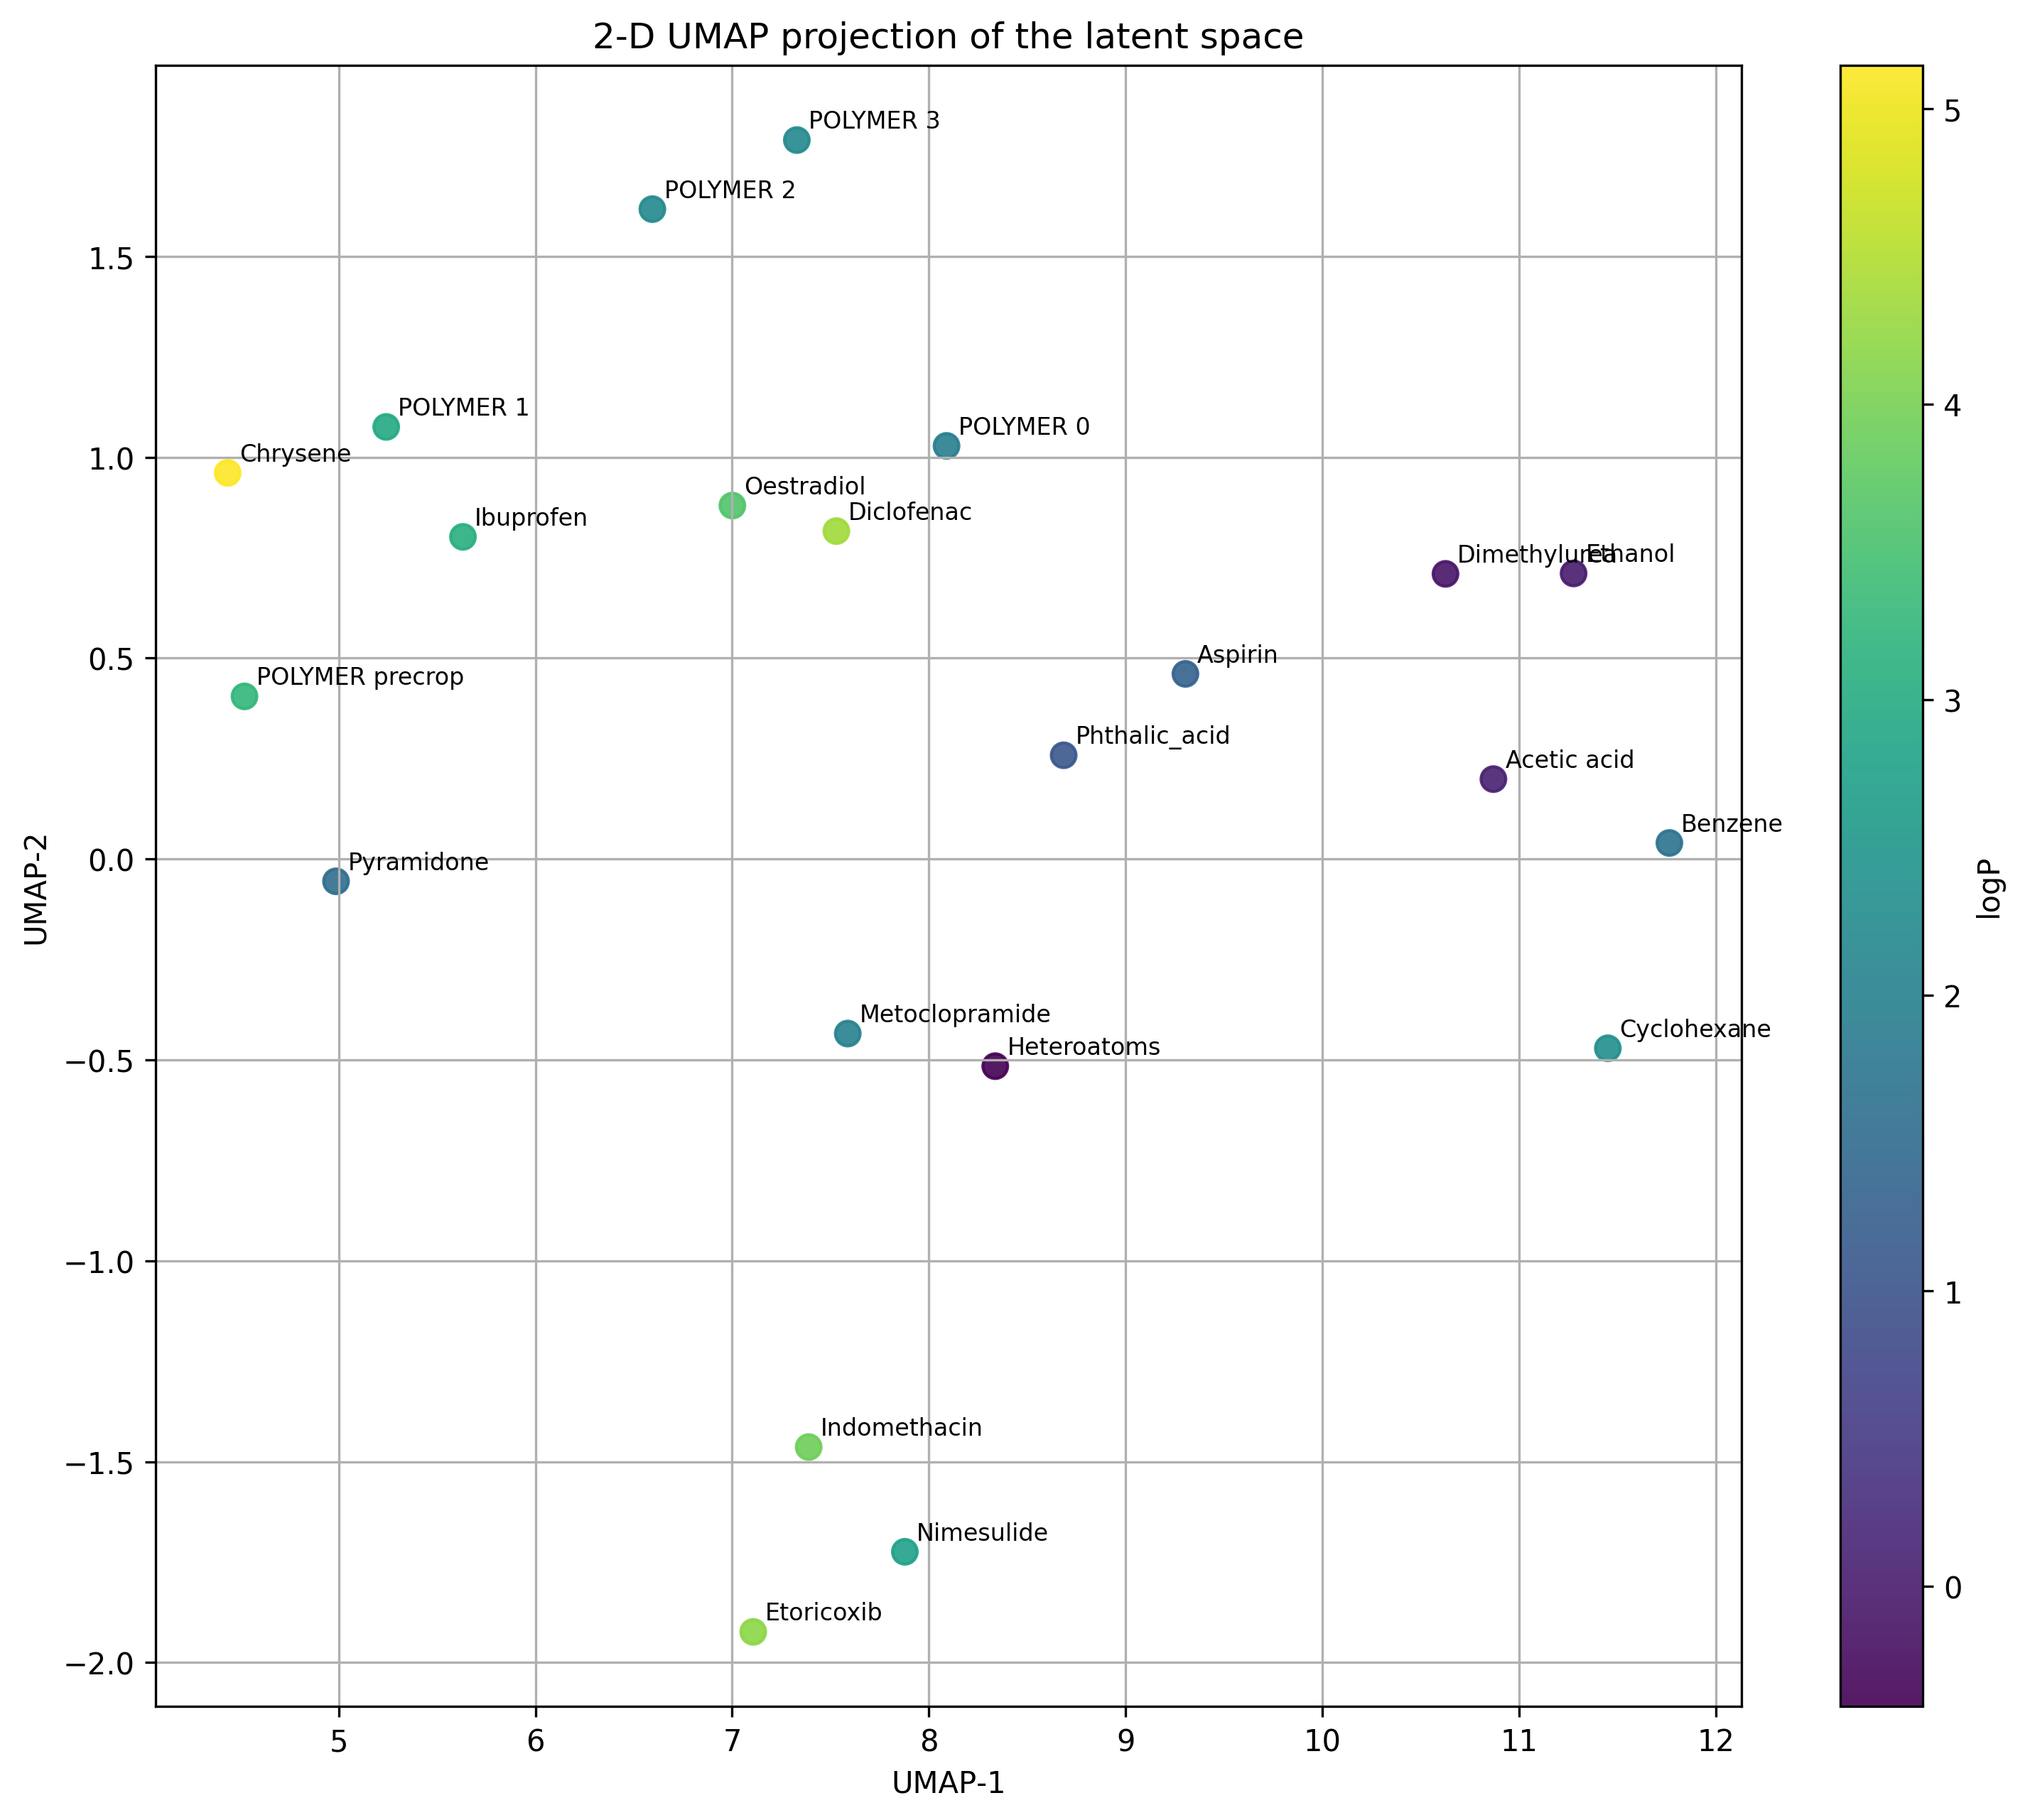 2-D UMAP projection of the latent space
POLYMER 3
POLYMER 2
POLYMER 1
POLYMER 0
Chrysene
Oestradiol
Diclofenac
Ibuprofen
Dimethylurea
Ethanol
Aspirin
POLYMER precrop
Phthalic_acid
Acetic acid
Benzene
Pyramidone
Metoclopramide
Heteroatoms
Cyclohexane
Indomethacin
Nimesulide
Etoricoxib
1.5
1.0
0.5
0.0
−0.5
−1.0
−1.5
−2.0
UMAP-2
5 6 7 8 9 10 11 12
UMAP-1
5
4
3
2
1
0
logP